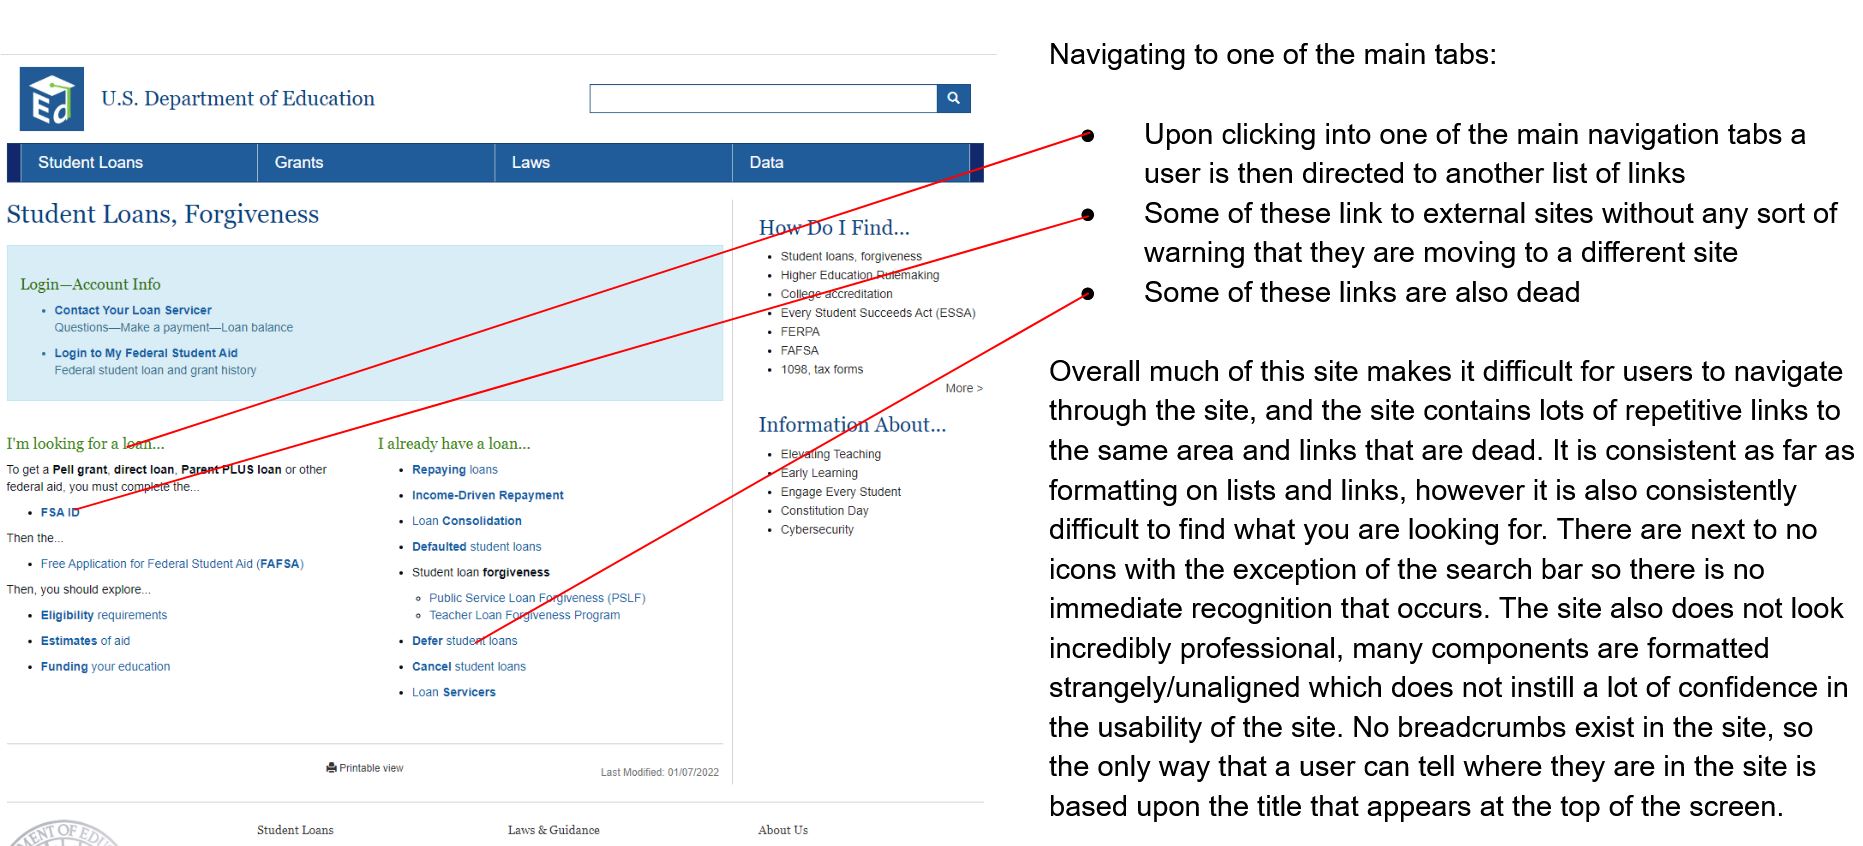 Ed
U.S. Department of Education
Student Loans
Grants
Laws
Data
Student Loans, Forgiveness
Login—Account Info
• Contact Your Loan Servicer
Questions—Make a payment—Loan balance
• Login to My Federal Student Aid
Federal student loan and grant history
I'm looking for a loan...
To get a Pell grant, direct loan, Parent PLUS loan or other
federal aid, you must complete the...
• FSA ID
Then the...
• Free Application for Federal Student Aid (FAFSA)
Then, you should explore...
• Eligibility requirements
• Estimates of aid
• Funding your education
I already have a loan...
• Repaying loans
• Income-Driven Repayment
• Loan Consolidation
• Defaulted student loans
• Student loan forgiveness
◦ Public Service Loan Forgiveness (PSLF)
◦ Teacher Loan Forgiveness Program
• Defer student loans
• Cancel student loans
• Loan Servicers
How Do I Find...
• Student loans, forgiveness
• Higher Education Rulemaking
• College accreditation
• Every Student Succeeds Act (ESSA)
• FERPA
• FAFSA
• 1098, tax forms
More >
Information About...
• Elevating Teaching
• Early Learning
• Engage Every Student
• Constitution Day
• Cybersecurity
Printable view
Last Modified: 01/07/2022
Student Loans
Laws & Guidance
About Us
Navigating to one of the main tabs:
• Upon clicking into one of the main navigation tabs a
user is then directed to another list of links
• Some of these link to external sites without any sort of
warning that they are moving to a different site
• Some of these links are also dead
Overall much of this site makes it difficult for users to navigate
through the site, and the site contains lots of repetitive links to
the same area and links that are dead. It is consistent as far as
formatting on lists and links, however it is also consistently
difficult to find what you are looking for. There are next to no
icons with the exception of the search bar so there is no
immediate recognition that occurs. The site also does not look
incredibly professional, many components are formatted
strangely/unaligned which does not instill a lot of confidence in
the usability of the site. No breadcrumbs exist in the site, so
the only way that a user can tell where they are in the site is
based upon the title that appears at the top of the screen.